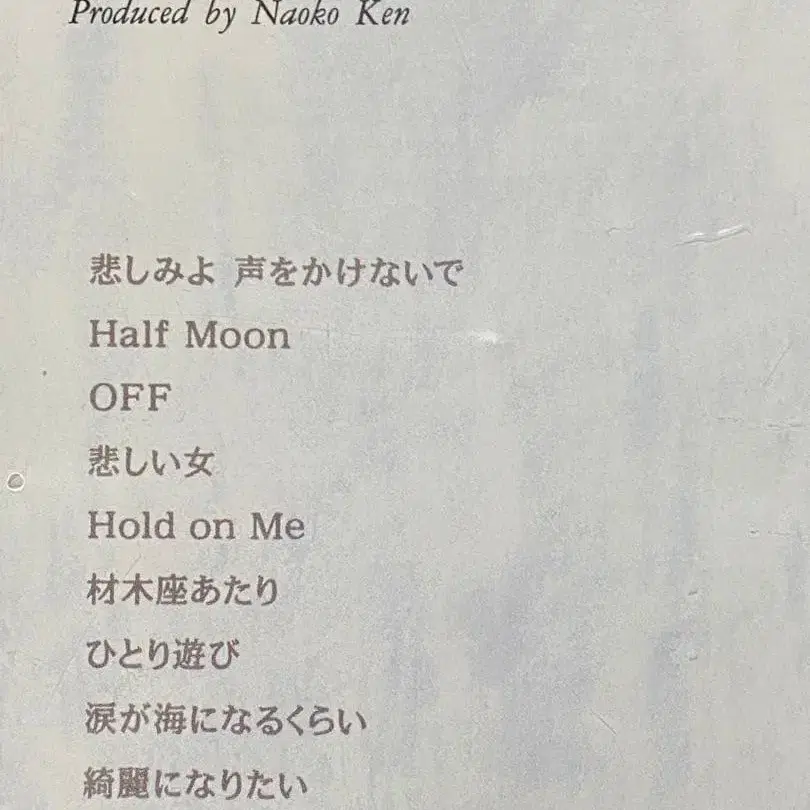 Produced by Naoko Ken
悲しみよ 声をかけないで
Half Moon
OFF
悲しい女
Hold on Me
材木座あたり
ひとり遊び
涙が海になるくらい
綺麗になりたい